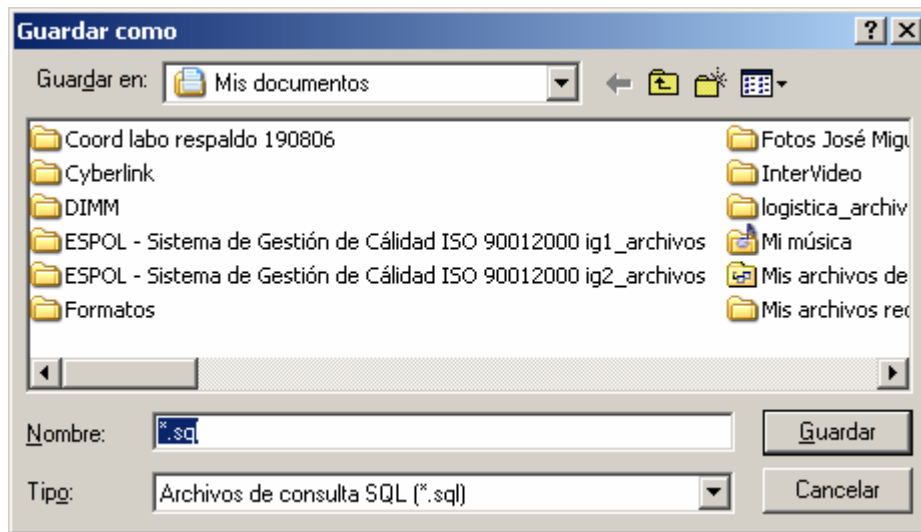 Guardar como
Guardar en: Mis documentos
Coord labo respaldo 190806
Cyberlink
DIMM
ESPOL - Sistema de Gestión de Cálidad ISO 90012000 ig1_archivos
ESPOL - Sistema de Gestión de Cálidad ISO 90012000 ig2_archivos
Formatos
Fotos José Migu
InterVideo
logistica_archiv
Mi música
Mis archivos de
Mis archivos rec
Nombre: *.sql
Guardar
Tipo: Archivos de consulta SQL (*.sql)
Cancelar